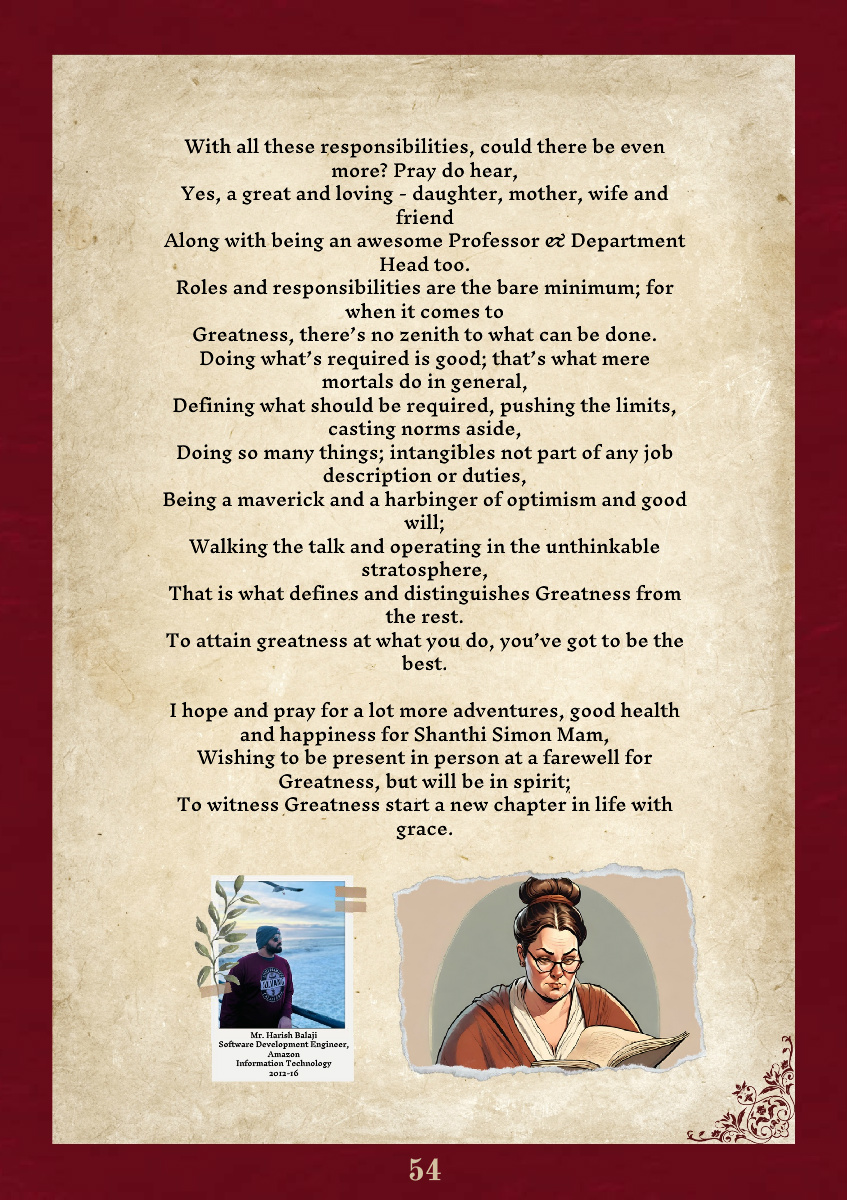 With all these responsibilities, could there be even
more? Pray do hear,
Yes, a great and loving - daughter, mother, wife and
friend
Along with being an awesome Professor & Department
Head too.
Roles and responsibilities are the bare minimum; for
when it comes to
Greatness, there’s no zenith to what can be done.
Doing what’s required is good; that’s what mere
mortals do in general,
Defining what should be required, pushing the limits,
casting norms aside,
Doing so many things; intangibles not part of any job
description or duties,
Being a maverick and a harbinger of optimism and good
will;
Walking the talk and operating in the unthinkable
stratosphere,
That is what defines and distinguishes Greatness from
the rest.
To attain greatness at what you do, you’ve got to be the
best.
I hope and pray for a lot more adventures, good health
and happiness for Shanthi Simon Mam,
Wishing to be present in person at a farewell for
Greatness, but will be in spirit;
To witness Greatness start a new chapter in life with
grace.
Mr. Harish Balaji
Software Development Engineer,
Amazon
Information Technology
2012-16
54